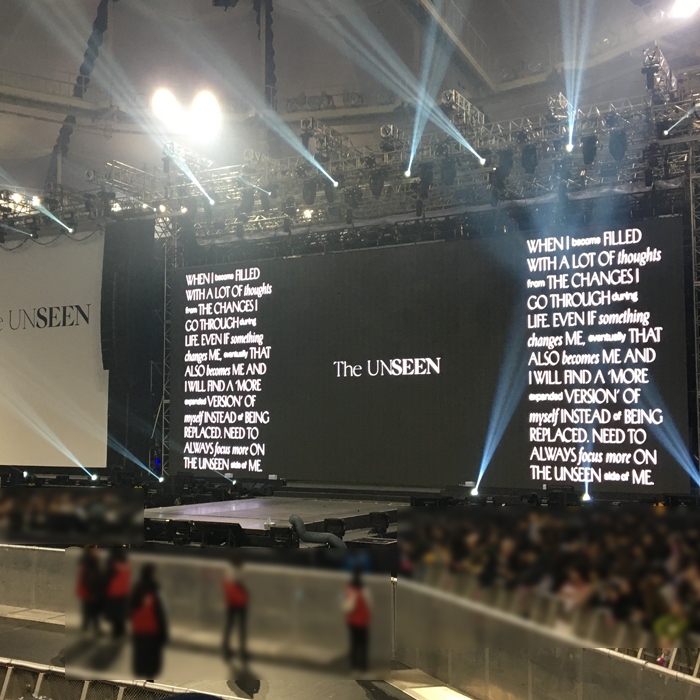 e UNSEEN
WHEN I become FILLED
WITH A LOT OF thoughts
from THE CHANGES I
GO THROUGH during
LIFE. EVEN IF something
changes ME, eventually THAT
ALSO becomes ME AND
I WILL FIND A ‘MORE
expanded VERSION’ OF
myself INSTEAD of BEING
REPLACED. NEED TO
ALWAYS focus more ON
THE UNSEEN side of ME.
The UNSEEN
WHEN I become FILLED
WITH A LOT OF thoughts
from THE CHANGES I
GO THROUGH during
LIFE. EVEN IF something
changes ME, eventually THAT
ALSO becomes ME AND
I WILL FIND A ‘MORE
expanded VERSION’ OF
myself INSTEAD of BEING
REPLACED. NEED TO
ALWAYS focus more ON
THE UNSEEN side of ME.